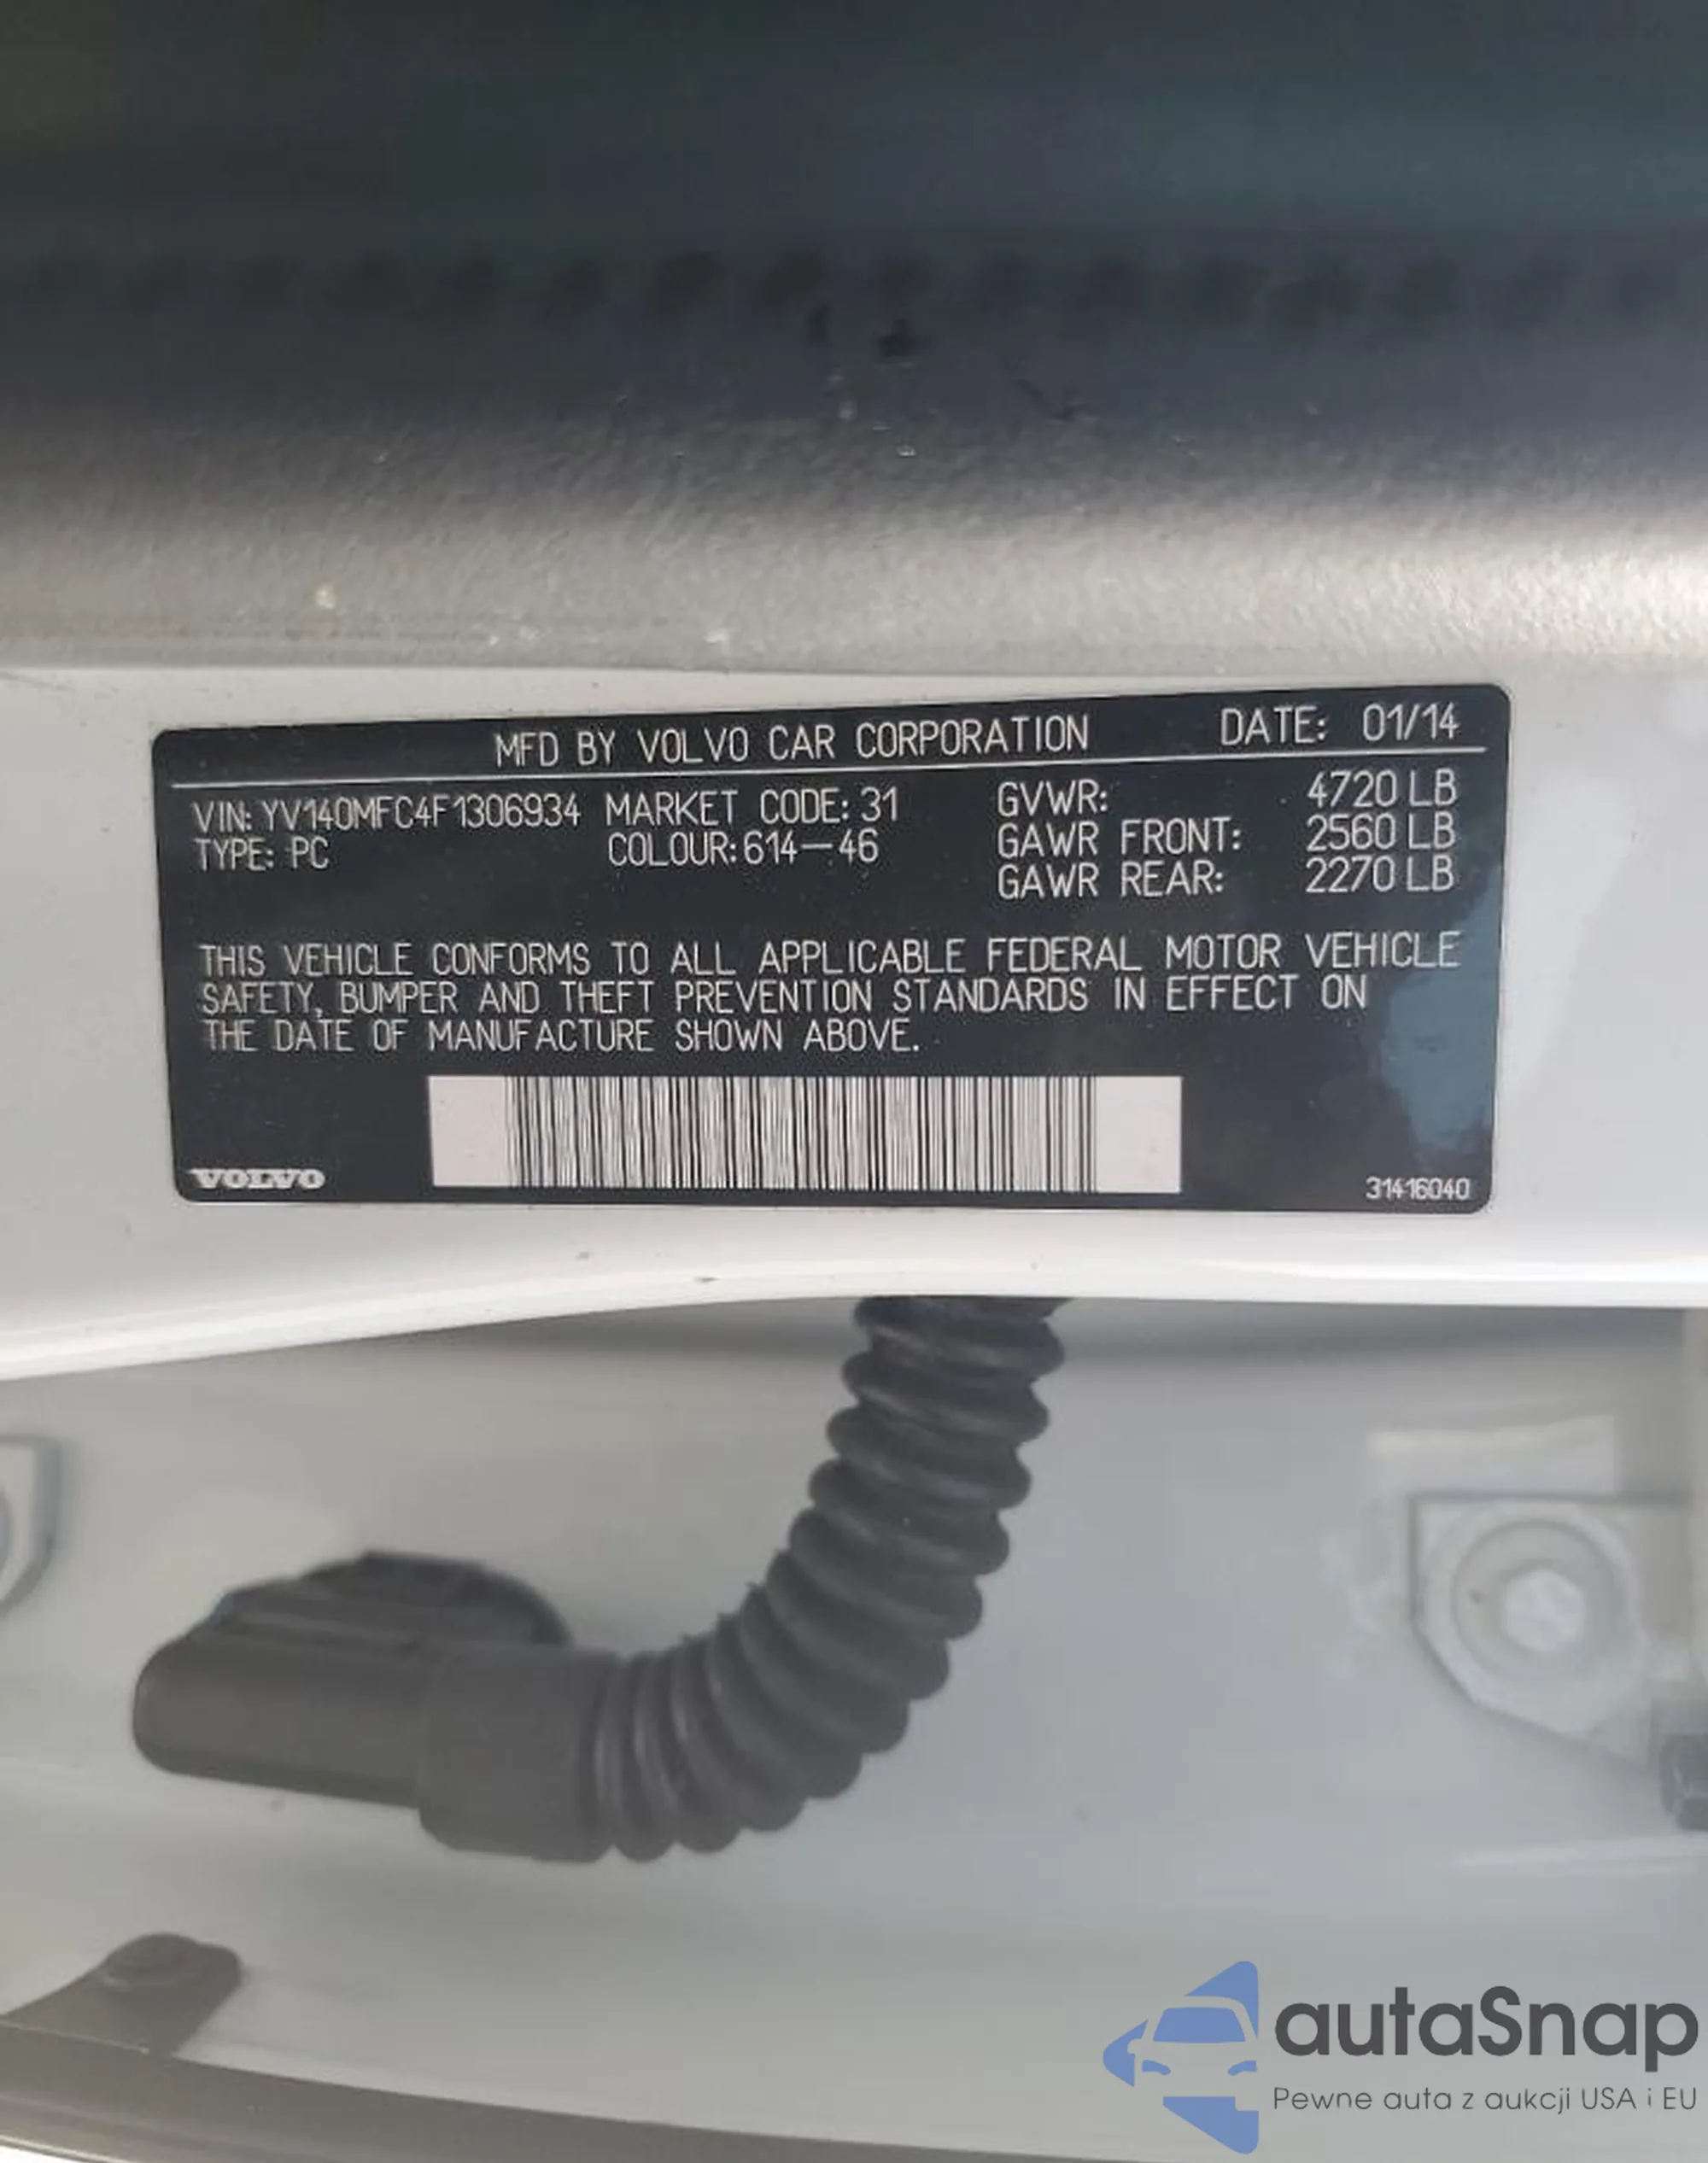 MFD BY VOLVO CAR CORPORATION DATE: 01/14
VIN: YV140MFC4F1306934 MARKET CODE: 31 GVWR: 4720 LB
TYPE: PC COLOUR: 614-46 GAWR FRONT: 2560 LB
GAWR REAR: 2270 LB
THIS VEHICLE CONFORMS TO ALL APPLICABLE FEDERAL MOTOR VEHICLE
SAFETY, BUMPER AND THEFT PREVENTION STANDARDS IN EFFECT ON
THE DATE OF MANUFACTURE SHOWN ABOVE.
VOLVO 31416040
autaSnap
Pewne auta z aukcji USA i EU